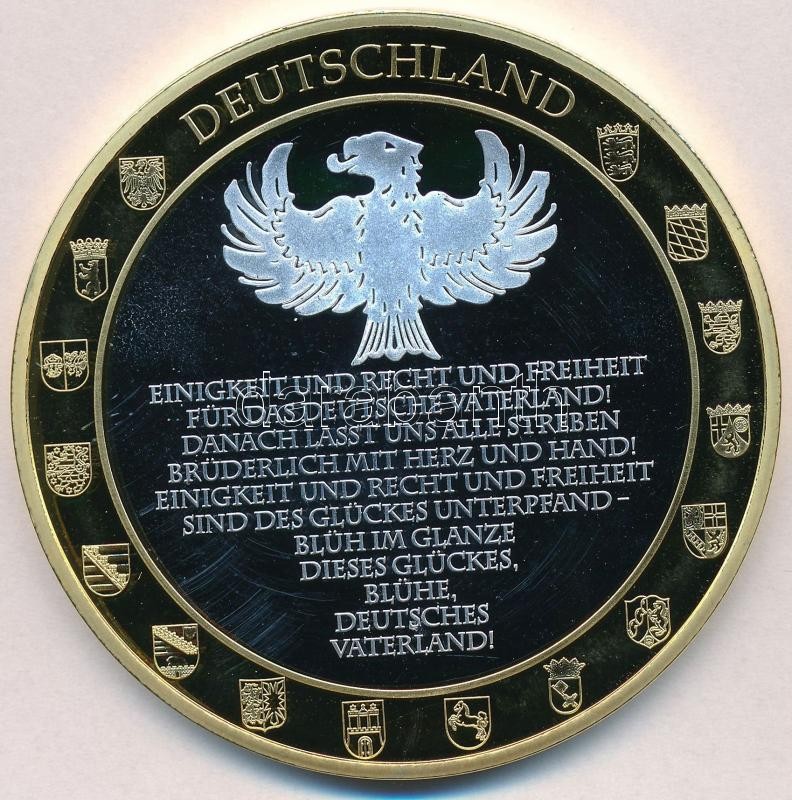 DEUTSCHLAND
EINIGKEIT UND RECHT UND FREIHEIT
FÜR DAS DEUTSCHE VATERLAND!
DANACH LASST UNS ALLE STREBEN
BRÜDERLICH MIT HERZ UND HAND!
EINIGKEIT UND RECHT UND FREIHEIT
SIND DES GLÜCKES UNTERPFAND –
BLÜH IM GLANZE
DIESES GLÜCKES,
BLÜHE,
DEUTSCHES
VATERLAND!
darabanth